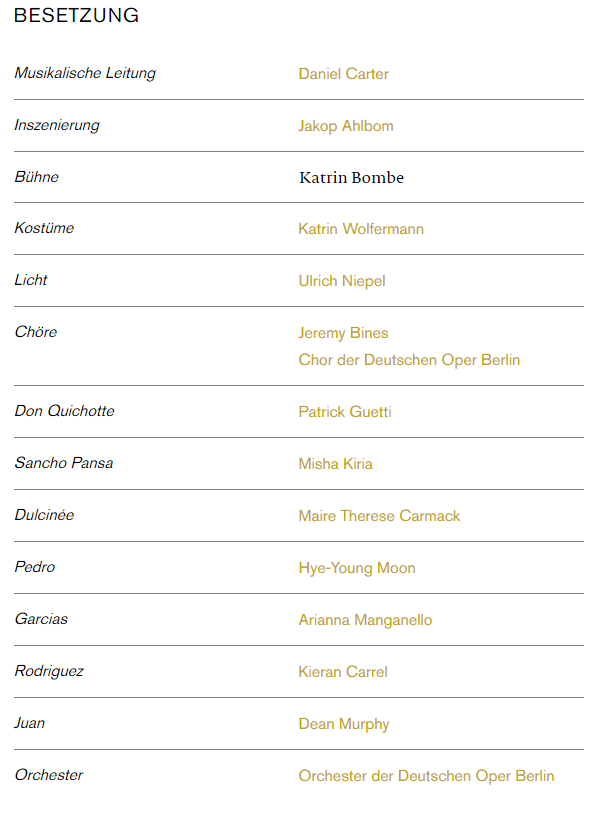 BESETZUNG
Musikalische Leitung Daniel Carter
Inszenierung Jakop Ahlbom
Bühne Katrin Bombe
Kostüme Katrin Wolfermann
Licht Ulrich Niepel
Chöre Jeremy Bines
Chor der Deutschen Oper Berlin
Don Quichotte Patrick Guetti
Sancho Pansa Misha Kiria
Dulcinée Maire Therese Carmack
Pedro Hye-Young Moon
Garcias Arianna Manganello
Rodriguez Kieran Carrel
Juan Dean Murphy
Orchester Orchester der Deutschen Oper Berlin